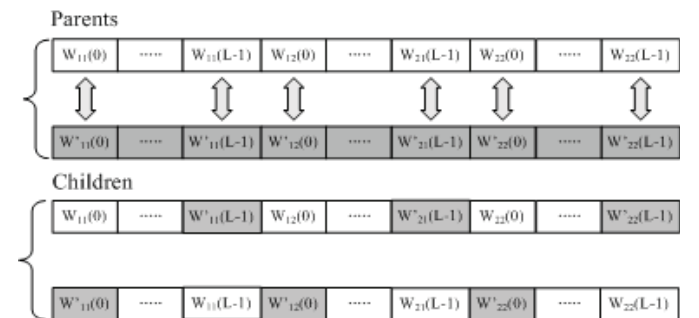 Parents
W₁₁(0) ..... W₁₁(L-1) W₁₂(0) ..... W₂₁(L-1) W₂₂(0) ..... W₂₂(L-1)
W'₁₁(0) ..... W'₁₁(L-1) W'₁₂(0) ..... W'₂₁(L-1) W'₂₂(0) ..... W'₂₂(L-1)
Children
W₁₁(0) ..... W'₁₁(L-1) W₁₂(0) ..... W'₂₁(L-1) W₂₂(0) ..... W'₂₂(L-1)
W'₁₁(0) ..... W₁₁(L-1) W'₁₂(0) ..... W₂₁(L-1) W'₂₂(0) ..... W₂₂(L-1)